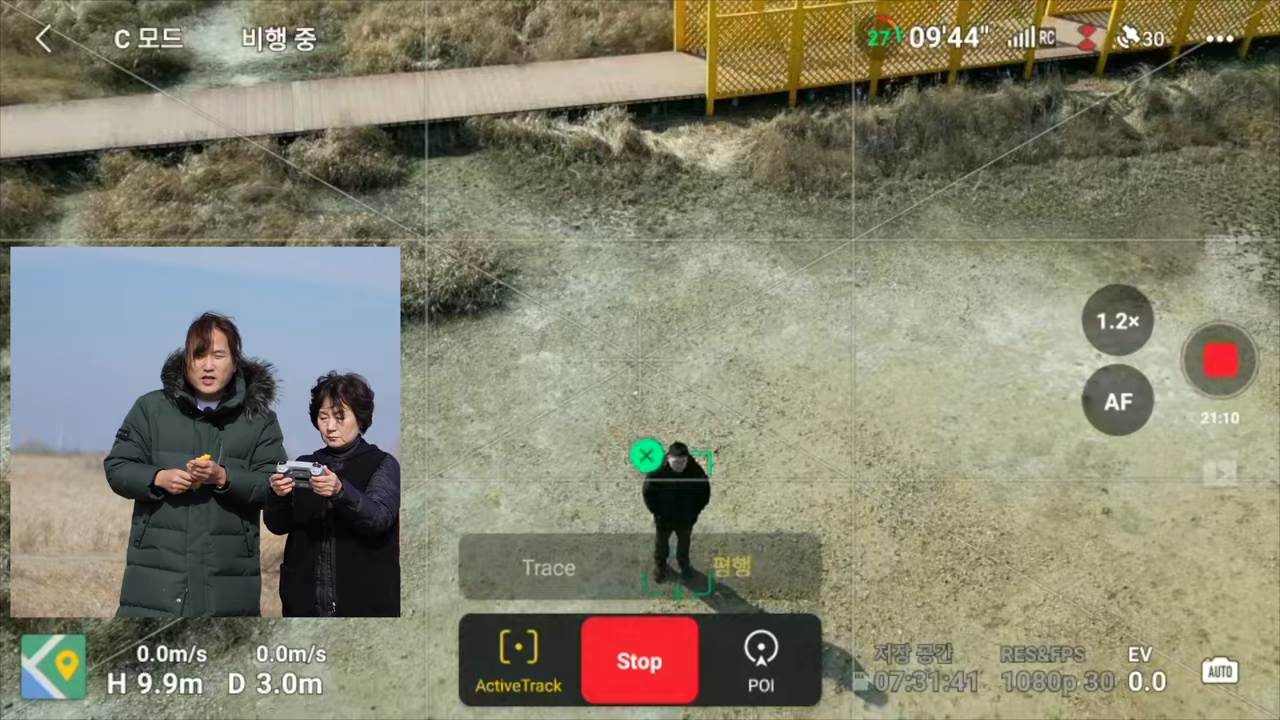 C 모드
비행 중
27
09'44"
RC
30
1.2×
AF
21:10
Trace
평행
ActiveTrack
Stop
POI
0.0m/s
0.0m/s
H 9.9m
D 3.0m
저장 공간
07:31:41
RES&FPS
1080p 30
EV
0.0
AUTO